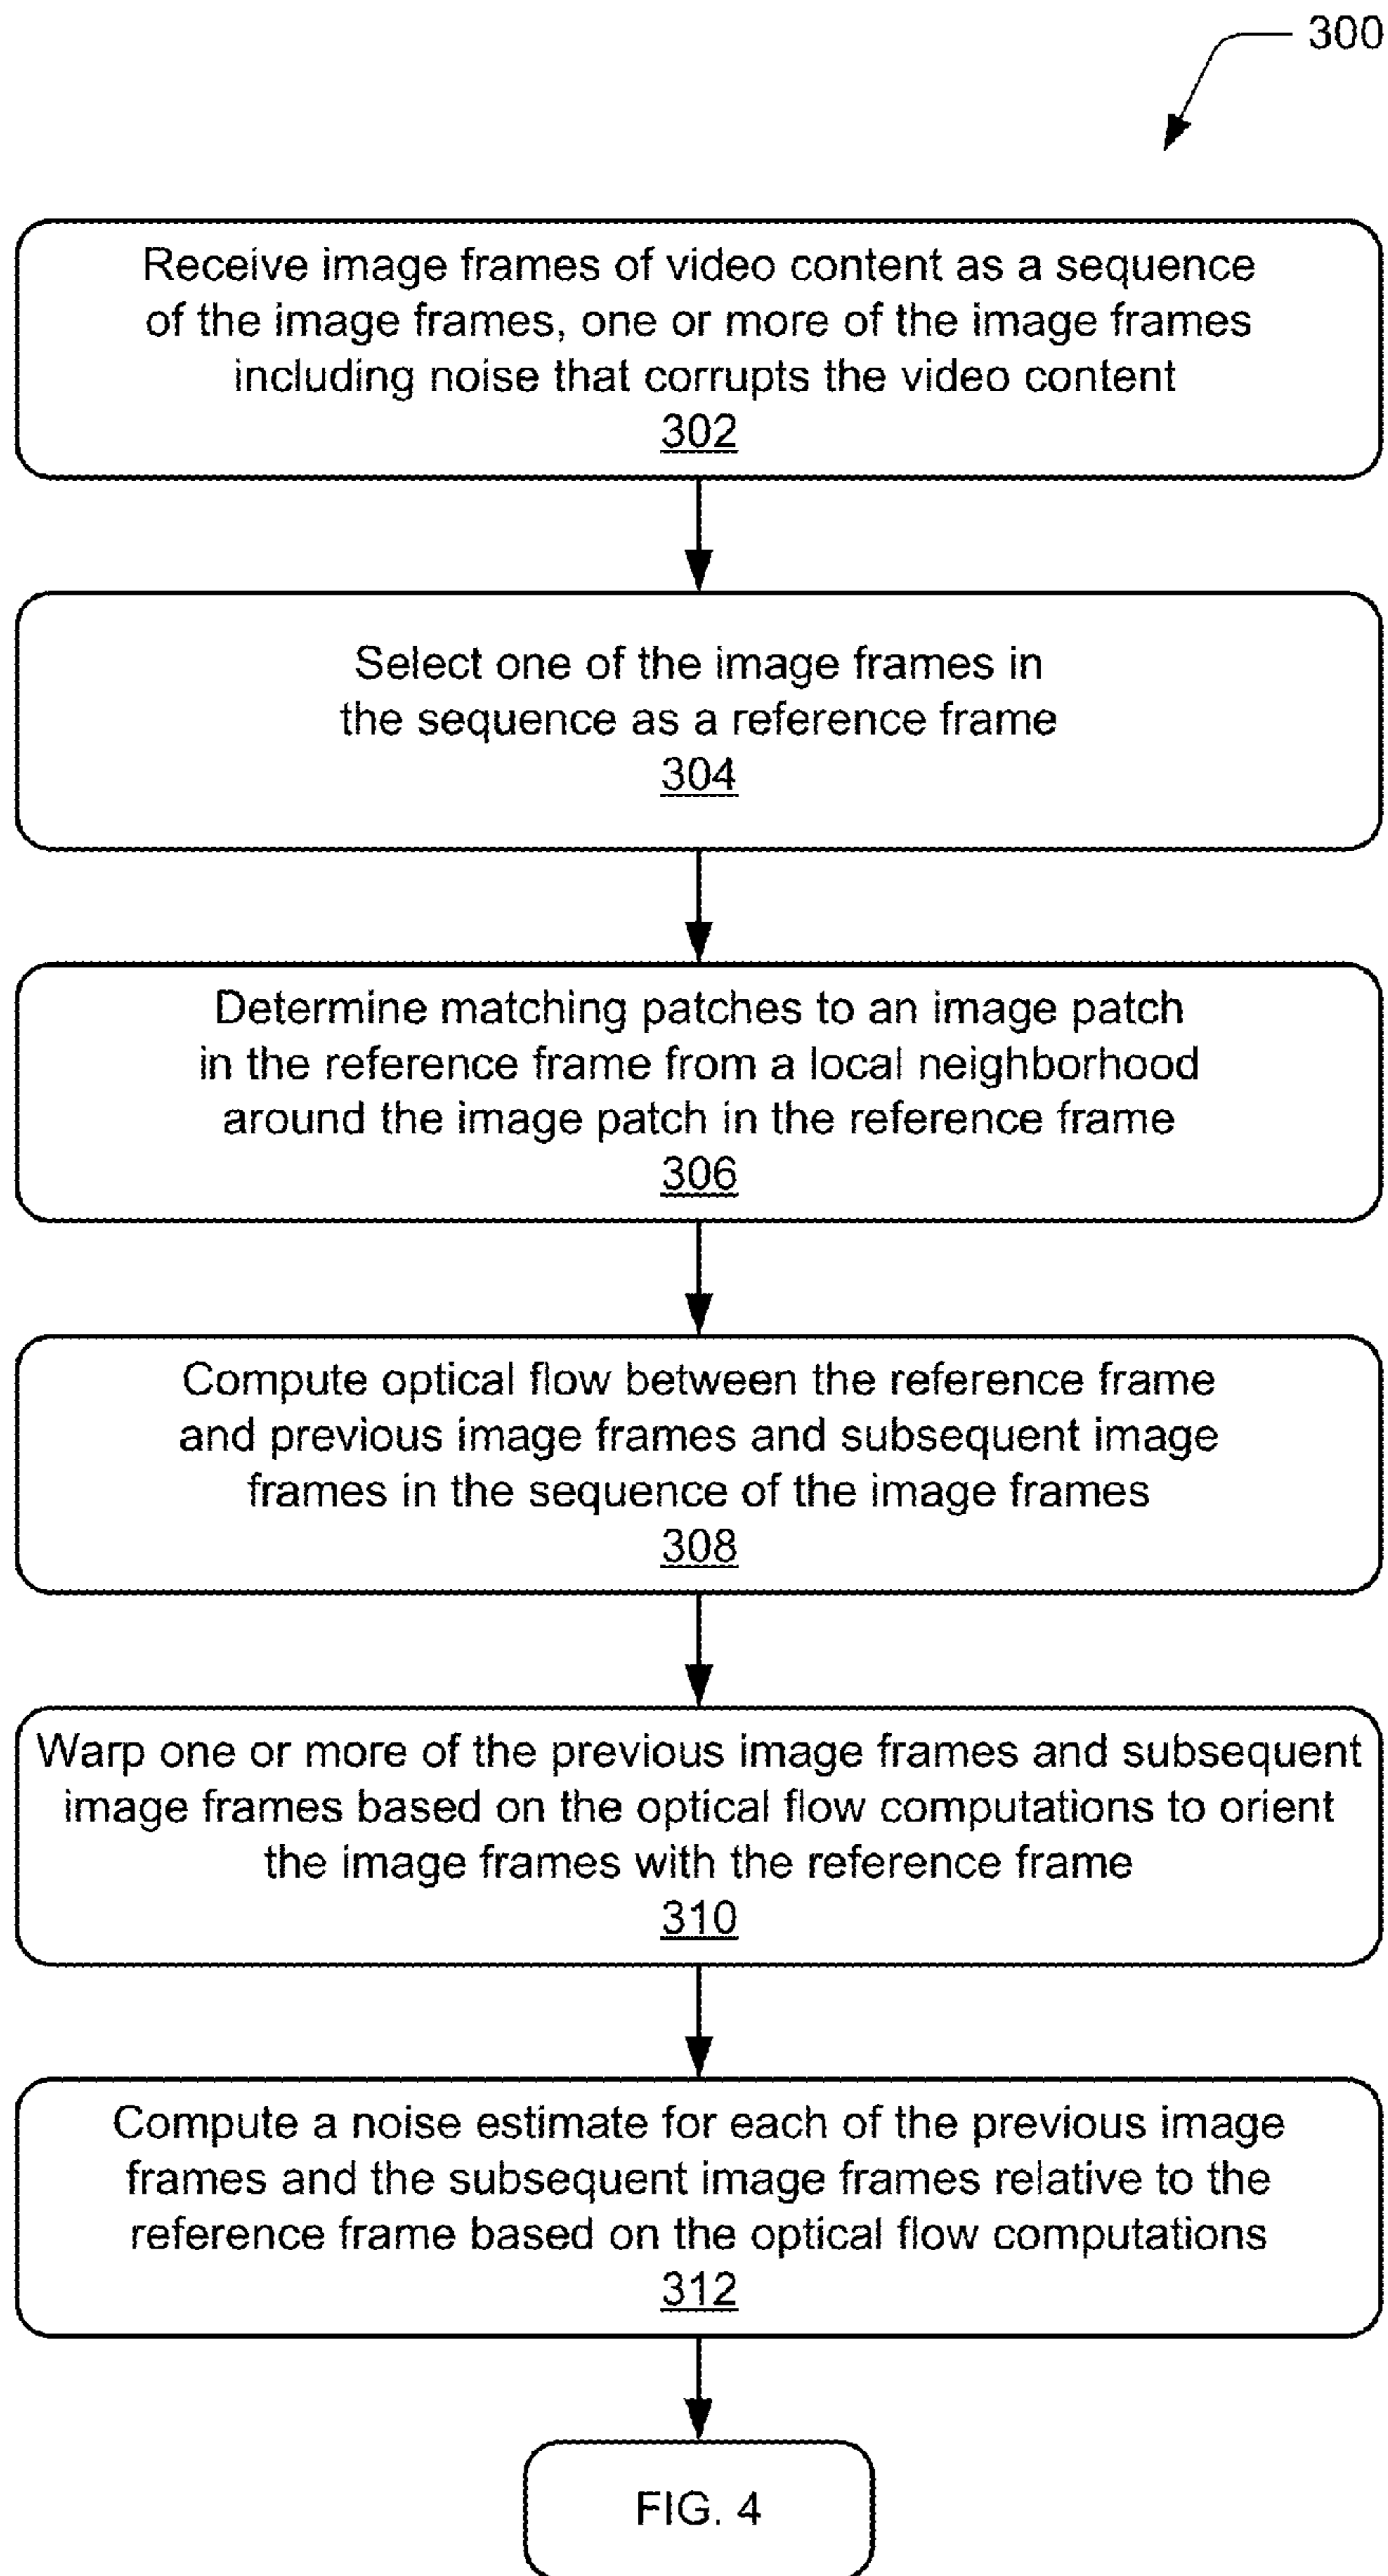 300
Receive image frames of video content as a sequence
of the image frames, one or more of the image frames
including noise that corrupts the video content
302
Select one of the image frames in
the sequence as a reference frame
304
Determine matching patches to an image patch
in the reference frame from a local neighborhood
around the image patch in the reference frame
306
Compute optical flow between the reference frame
and previous image frames and subsequent image
frames in the sequence of the image frames
308
Warp one or more of the previous image frames and subsequent
image frames based on the optical flow computations to orient
the image frames with the reference frame
310
Compute a noise estimate for each of the previous image
frames and the subsequent image frames relative to the
reference frame based on the optical flow computations
312
FIG. 4